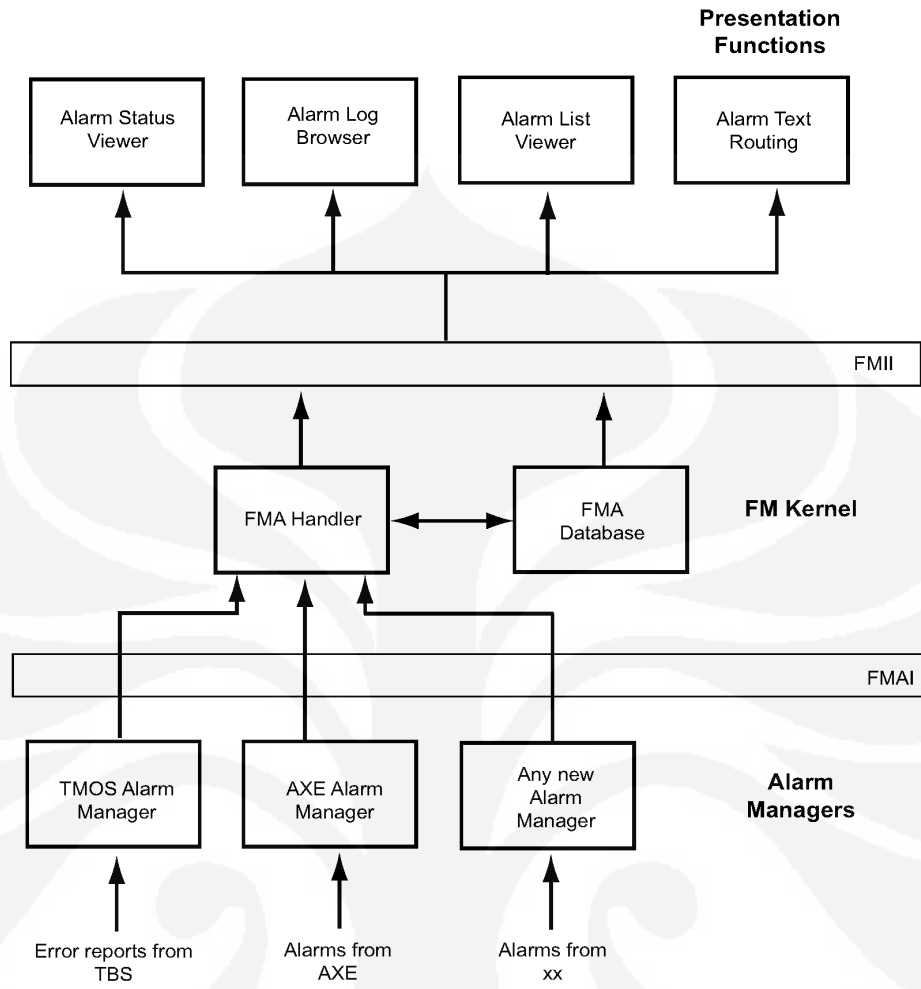 Presentation
Functions
Alarm Status
Viewer
Alarm Log
Browser
Alarm List
Viewer
Alarm Text
Routing
FMII
FMA Handler
FMA
Database
FM Kernel
FMAI
TMOS Alarm
Manager
AXE Alarm
Manager
Any new
Alarm
Manager
Alarm
Managers
Error reports from
TBS
Alarms from
AXE
Alarms from
xx